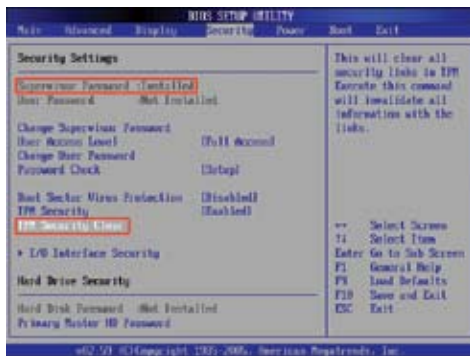 BIOS SETUP UTILITY
Main Advanced Display Security Power Boot Exit
Security Settings
Supervisor Password :Installed
User Password :Not Installed
Change Supervisor Password
User Access Level [Full Access]
Change User Password
Password Check [Setup]
Boot Sector Virus Protection [Disabled]
TPM Security [Enabled]
TPM Security Clear
I/O Interface Security
Hard Drive Security
Hard Disk Password :Not Installed
Primary Master HD Password
This will clear all
security links in TPM
Execute this command
will invalidate all
information with the
links.
Select Screen
Select Item
Enter Go to Sub Screen
F1 General Help
F9 Load Defaults
F10 Save and Exit
ESC Exit
v02.59 (C)Copyright 1985-2005, American Megatrends, Inc.